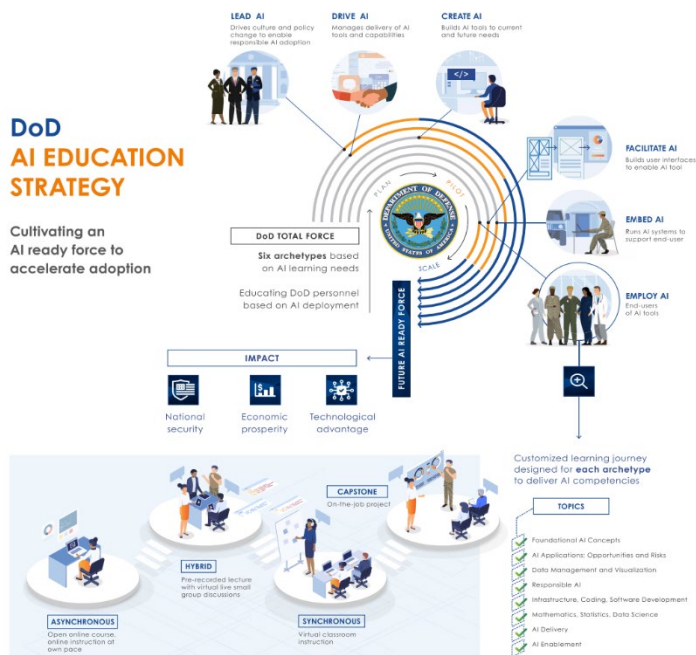 DoD
AI EDUCATION
STRATEGY
Cultivating an
AI ready force to
accelerate adoption
LEAD AI
Drives culture and policy
change to enable
responsible AI adoption
DRIVE AI
Manages delivery of AI
tools and capabilities
CREATE AI
Builds AI tools to current
and future needs
</>
FACILITATE AI
Builds user interfaces
to enable AI tool
EMBED AI
Runs AI systems to
support end-user
EMPLOY AI
End-users
of AI tools
PLAN
PILOT
SCALE
DEPARTMENT OF DEFENSE
UNITED STATES OF AMERICA
DoD TOTAL FORCE
Six archetypes based
on AI learning needs
Educating DoD personnel
based on AI deployment
FUTURE AI READY FORCE
IMPACT
$
National
security
Economic
prosperity
Technological
advantage
Customized learning journey
designed for each archetype
to deliver AI competencies
TOPICS
Foundational AI Concepts
AI Applications: Opportunities and Risks
Data Management and Visualization
Responsible AI
Infrastructure, Coding, Software Development
Mathematics, Statistics, Data Science
AI Delivery
AI Enablement
ASYNCHRONOUS
Open online course,
online instruction at
own pace
HYBRID
Pre-recorded lecture
with virtual live small
group discussions
SYNCHRONOUS
Virtual classroom
instruction
CAPSTONE
On-the-job project